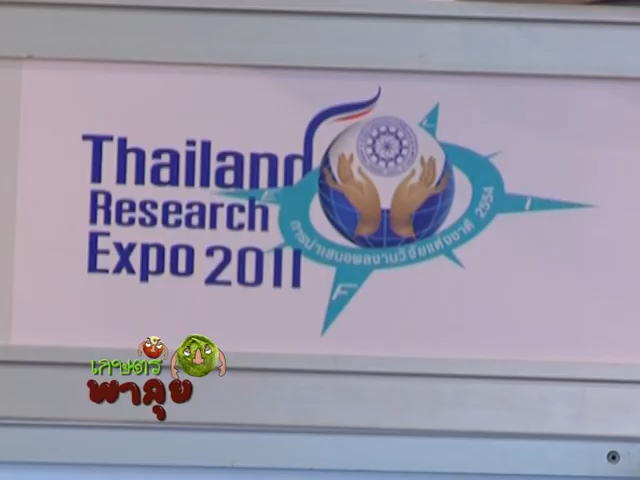 Thailand
Research
Expo 2011
การนำเสนอผลงานวิจัยแห่งชาติ 2554
เกษตร
พาลุย